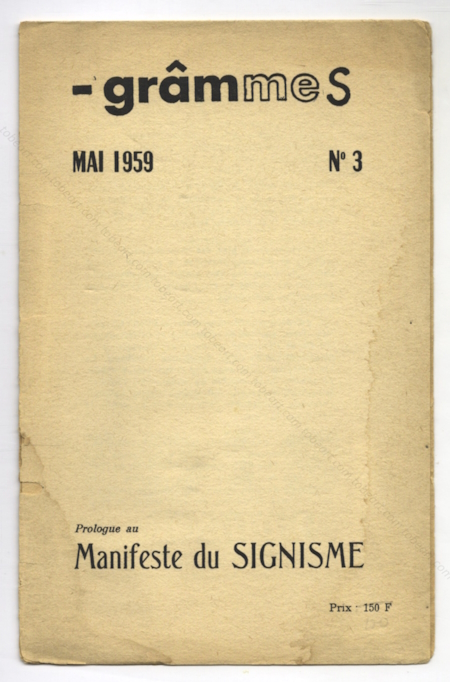 -grâmmes
MAI 1959 N° 3
Prologue au
Manifeste du SIGNISME
Prix : 150 F